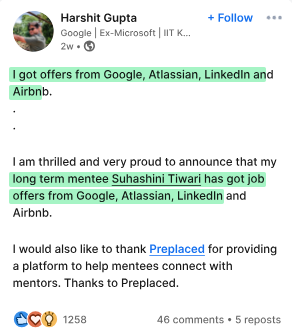 Harshit Gupta
+ Follow
Google | Ex-Microsoft | IIT K...
2w •
I got offers from Google, Atlassian, LinkedIn and
Airbnb.
.
.
I am thrilled and very proud to announce that my
long term mentee Suhashini Tiwari has got job
offers from Google, Atlassian, LinkedIn and
Airbnb.
I would also like to thank Preplaced for providing
a platform to help mentees connect with
mentors. Thanks to Preplaced.
1258
46 comments • 5 reposts